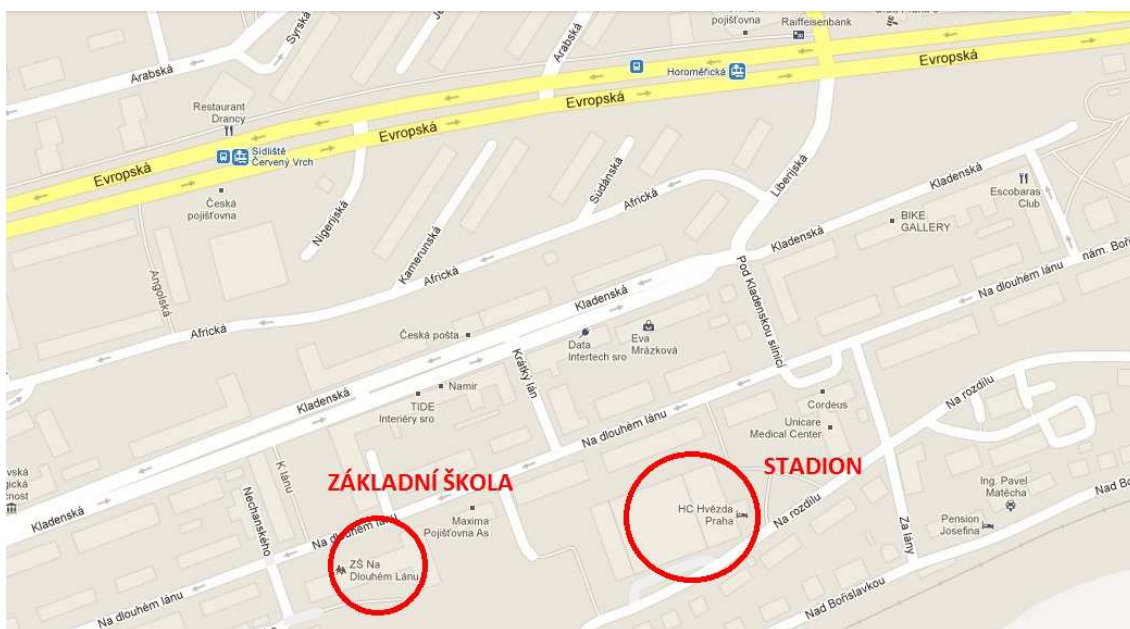 pojišťovna
Raiffeisenbank
Syrská
Arabská
Arabská
Horoměřická
Evropská
Evropská
Restaurant
Drancy
Evropská
Sídliště
Červený Vrch
Evropská
Česká
pojišťovna
Nigerijská
Kamerunská
Súdánská
Africká
Liberijská
Kladenská
Escobaras
Club
BIKE
GALLERY
Kladenská
nám. Boři
Na dlouhém lánu
Angolská
Africká
Africká
Pod Kladenskou silnicí
Kladenská
Česká pošta
Data
Intertech sro
Eva
Mrázková
Krátký lán
Namir
Kladenská
TIDE
Interiéry sro
Na rozdílu
Cordeus
Unicare
Medical Center
Na dlouhém lánu
K lánu
ZÁKLADNÍ ŠKOLA
STADION
vská
gická
čnost
Nechanského
Kladenská
HC Hvězda
Praha
Na rozdílu
Ing. Pavel
Matěcha
Nad Bo
Maxima
Pojišťovna As
Na dlouhém lánu
Pension
Josefina
Za lány
ZŠ Na
Dlouhém Lánu
Na dlouhém lánu
Nad Bořislavkou